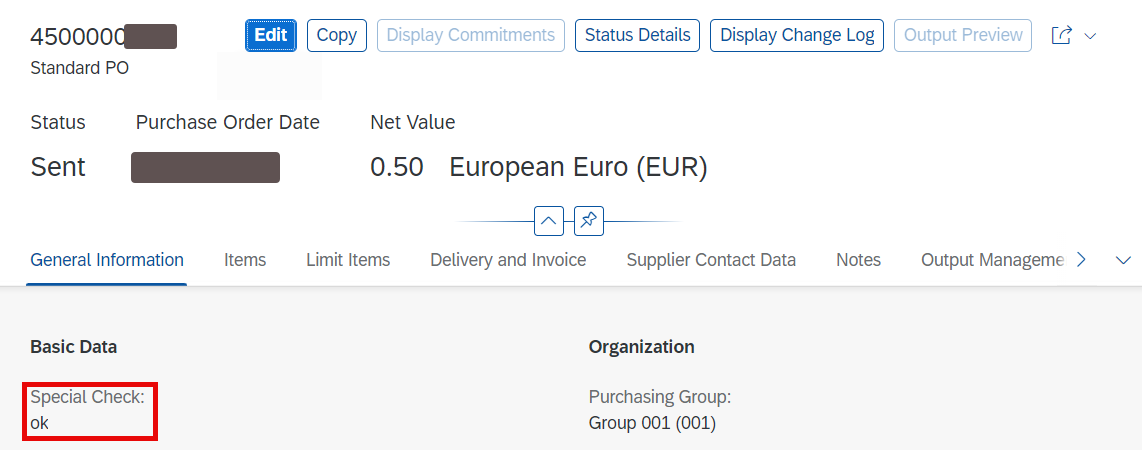 4500000
Edit Copy Display Commitments Status Details Display Change Log Output Preview
Standard PO
Status Purchase Order Date Net Value
Sent 0.50 European Euro (EUR)
General Information Items Limit Items Delivery and Invoice Supplier Contact Data Notes Output Manageme
Basic Data Organization
Special Check: Purchasing Group:
ok Group 001 (001)